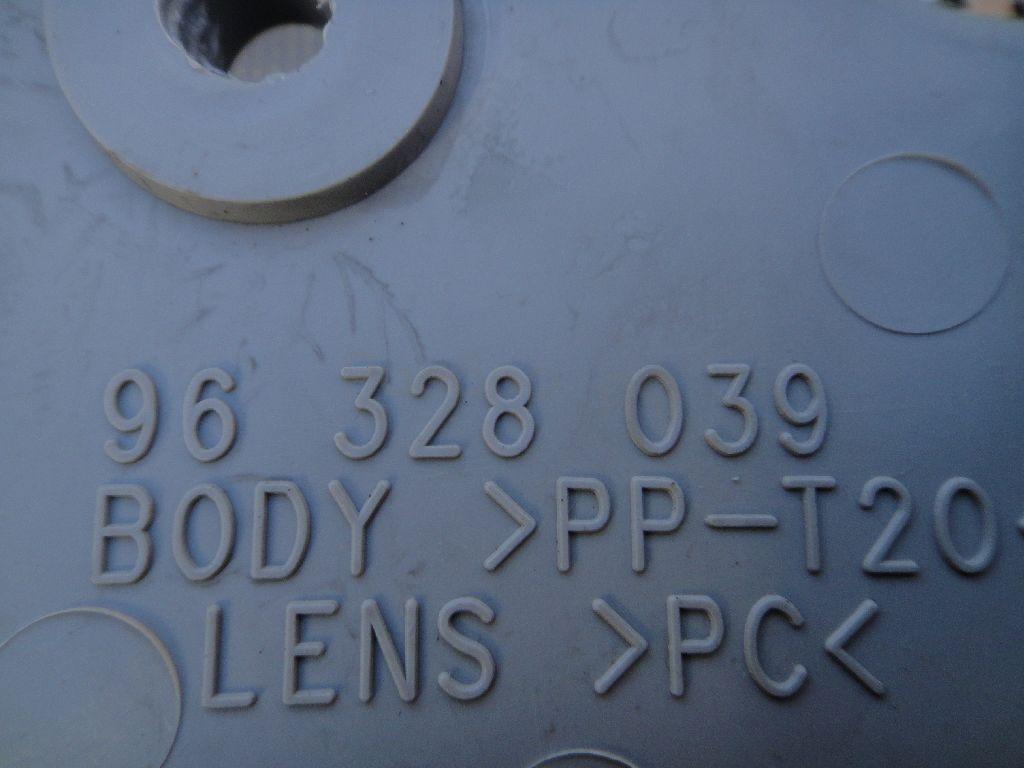 96 328 039
BODY >PP-T20<
LENS >PC<